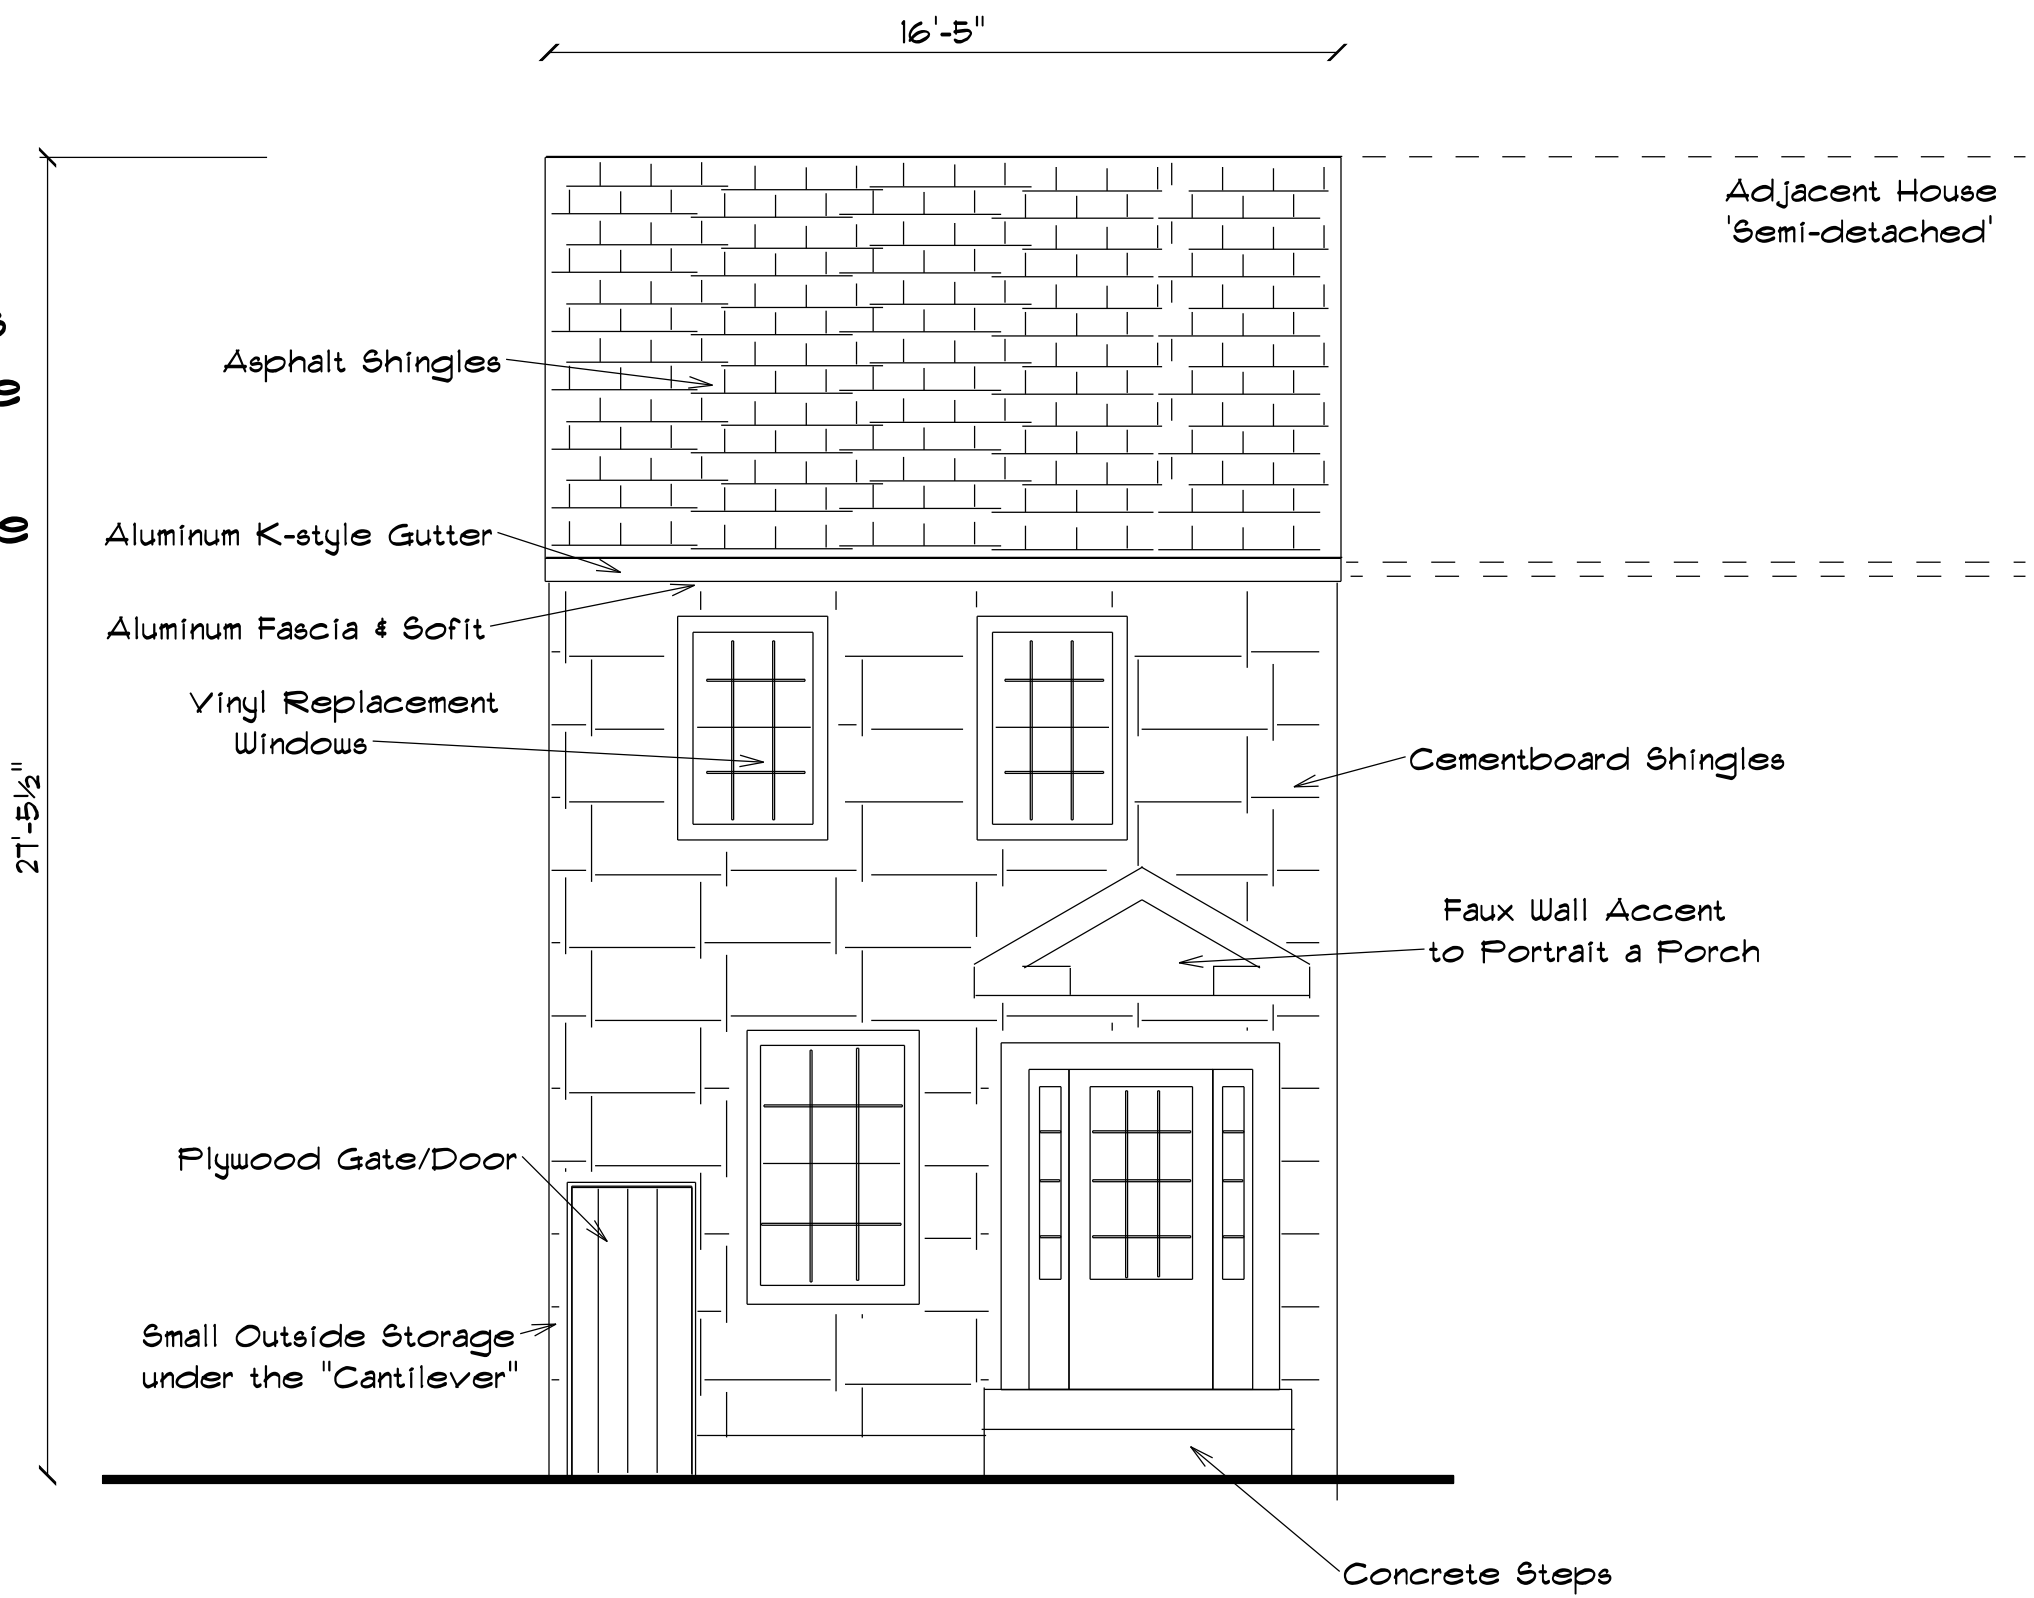 16'-5"
Adjacent House
'Semi-detached'
Asphalt Shingles
Aluminum K-style Gutter
Aluminum Fascia & Sofit
Vinyl Replacement
Windows
Cementboard Shingles
27'-5½"
Faux Wall Accent
to Portrait a Porch
Plywood Gate/Door
Small Outside Storage
under the "Cantilever"
Concrete Steps